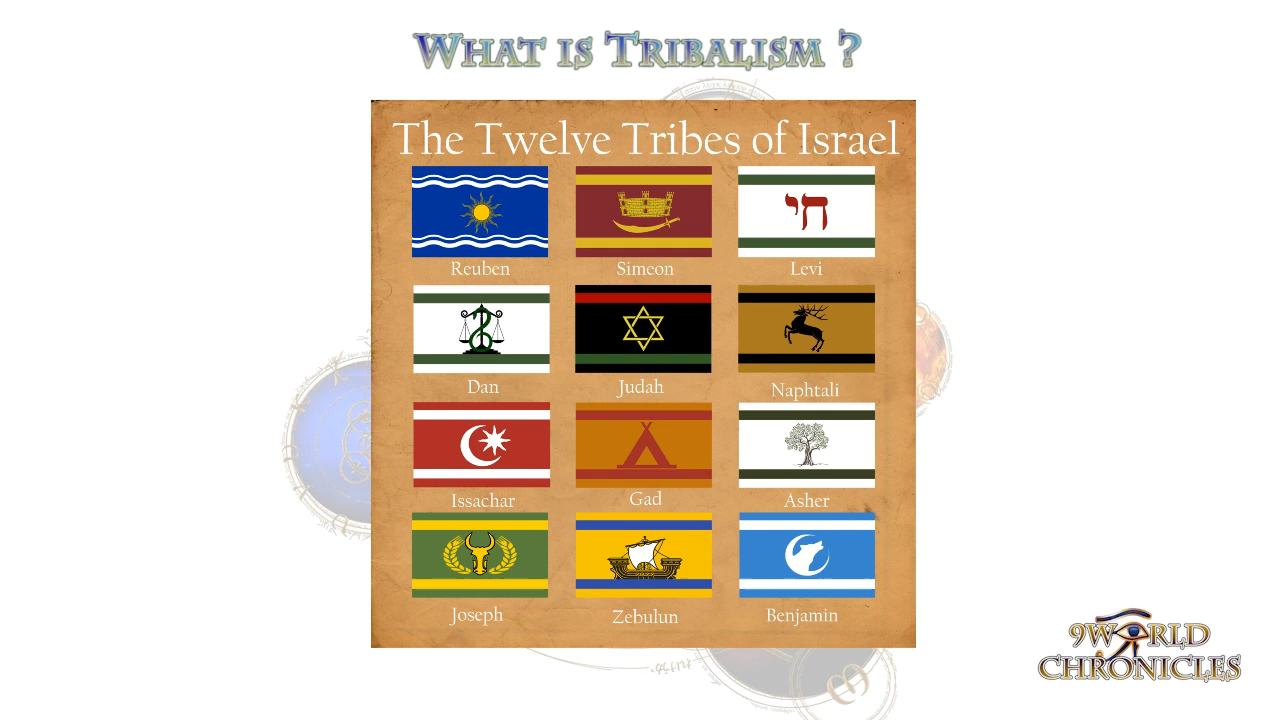 What is Tribalism ?
The Twelve Tribes of Israel
חי
Reuben Simeon Levi
Dan Judah Naphtali
Issachar Gad Asher
Joseph Zebulun Benjamin
9WORLD
CHRONICLES